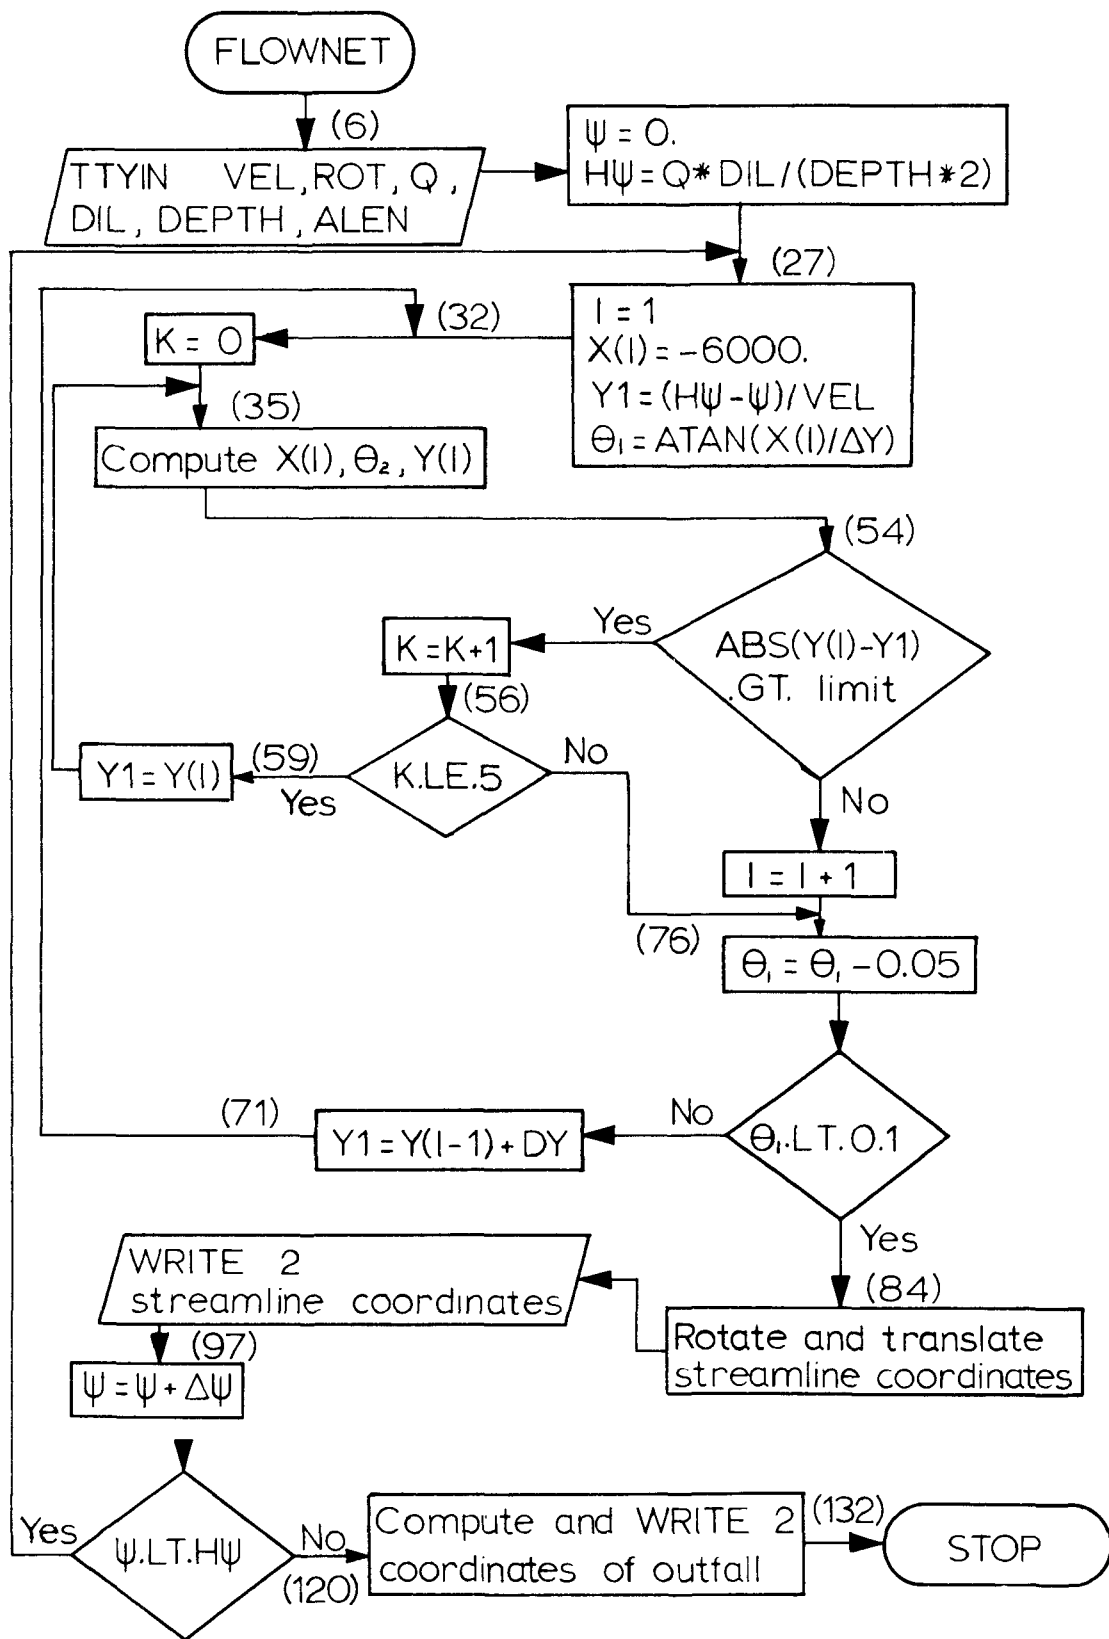 FLOWNET
(6)
TTYIN VEL, ROT, Q,
DIL, DEPTH, ALEN
Ψ = 0.
HΨ = Q* DIL/(DEPTH*2)
(27)
I = 1
X(I) = -6000.
Y1 = (HΨ-Ψ)/VEL
Θ₁ = ATAN(X(I)/ΔY)
(32)
K = 0
(35)
Compute X(I), Θ₂, Y(I)
(54)
ABS(Y(I)-Y1)
.GT. limit
Yes
K = K+1
(56)
K.LE.5
(59)
Yes
Y1 = Y(I)
No
No
I = I + 1
(76)
Θ₁ = Θ₁ - 0.05
Θ₁.LT.0.1
No
Y1 = Y(I-1) + DY
(71)
Yes
(84)
Rotate and translate
streamline coordinates
WRITE 2
streamline coordinates
(97)
Ψ = Ψ + ΔΨ
Ψ.LT.HΨ
Yes
No
(120)
Compute and WRITE 2
coordinates of outfall
(132)
STOP